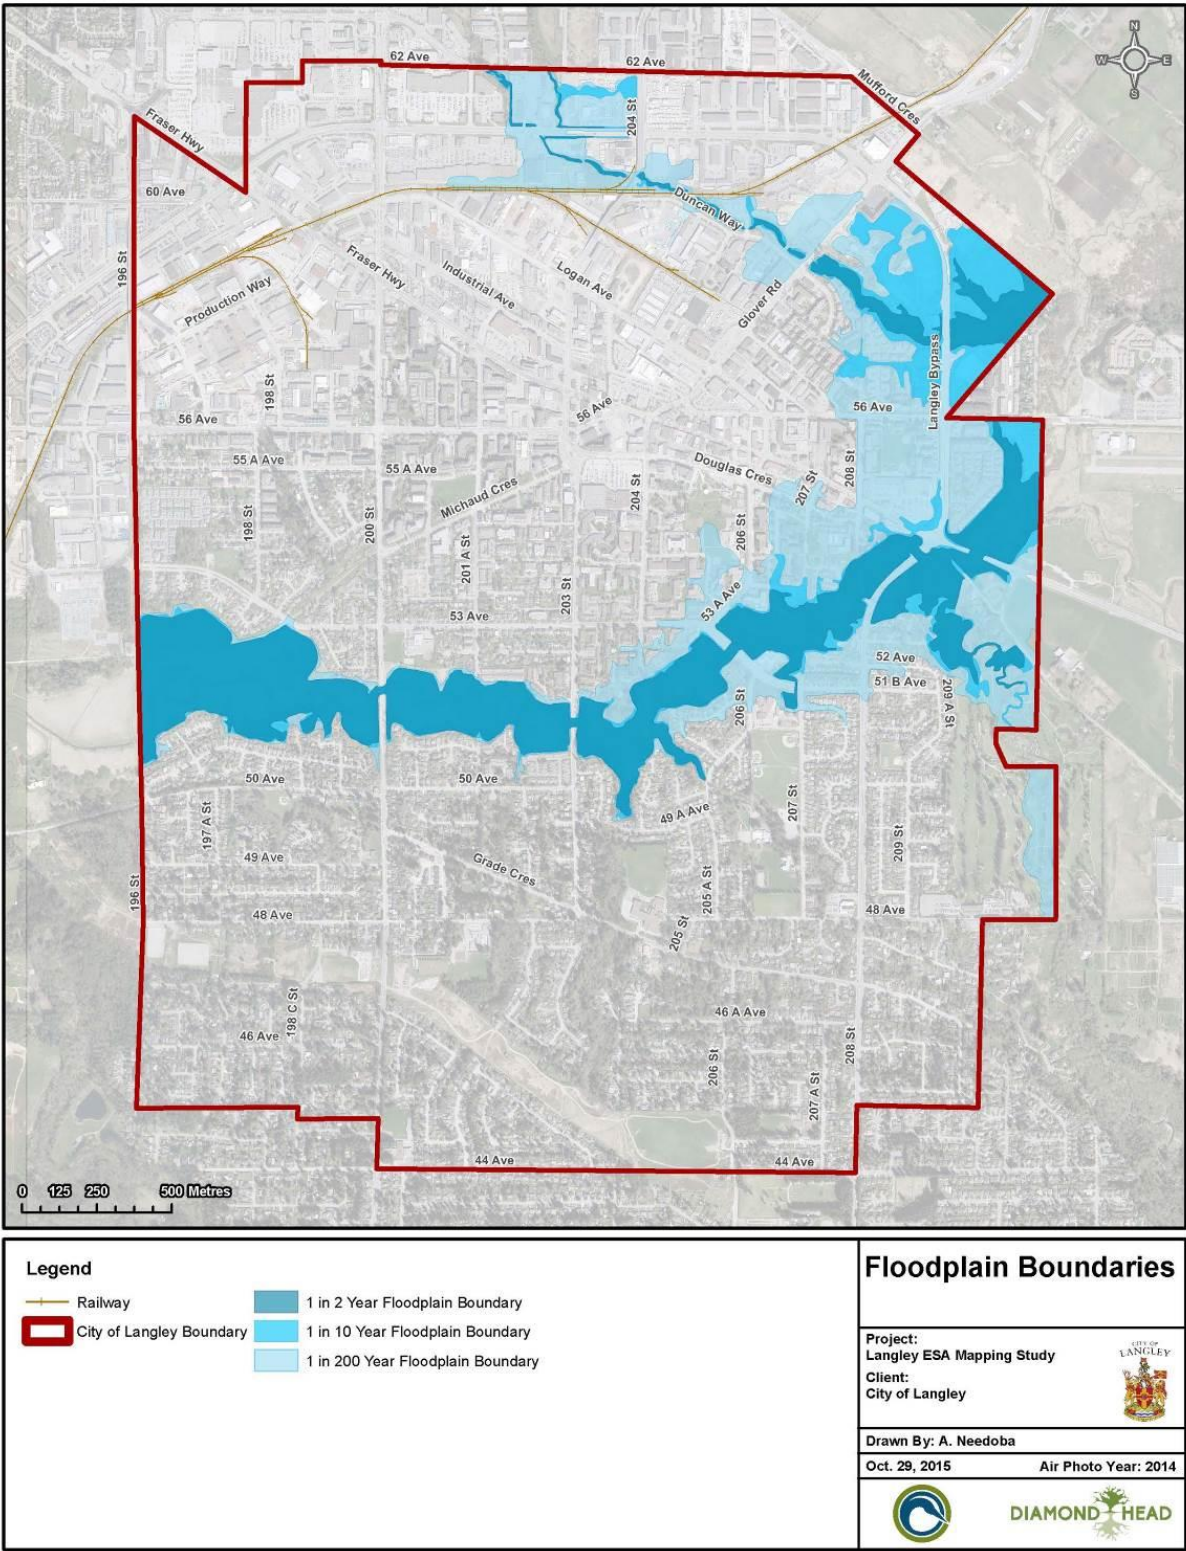 N
W E
S
62 Ave
62 Ave
Mufford Cres
Fraser Hwy
204 St
60 Ave
Duncan Way
196 St
Fraser Hwy
Industrial Ave
Logan Ave
Production Way
Glover Rd
Langley Bypass
198 St
56 Ave
56 Ave
56 Ave
55 A Ave
55 A Ave
Douglas Cres
208 St
207 St
Michaud Cres
204 St
198 St
200 St
206 St
201 A St
203 St
53 A Ave
53 Ave
52 Ave
51 B Ave
209 A St
206 St
50 Ave
50 Ave
207 St
49 A Ave
197 A St
209 St
49 Ave
Grade Cres
205 A St
196 St
48 Ave
48 Ave
205 St
198 C St
46 A Ave
46 Ave
208 St
206 St
207 A St
44 Ave
44 Ave
0 125 250 500 Metres
Legend
Railway
City of Langley Boundary
1 in 2 Year Floodplain Boundary
1 in 10 Year Floodplain Boundary
1 in 200 Year Floodplain Boundary
Floodplain Boundaries
Project:
Langley ESA Mapping Study
Client:
City of Langley
CITY OF
LANGLEY
Drawn By: A. Needoba
Oct. 29, 2015 Air Photo Year: 2014
DIAMOND HEAD